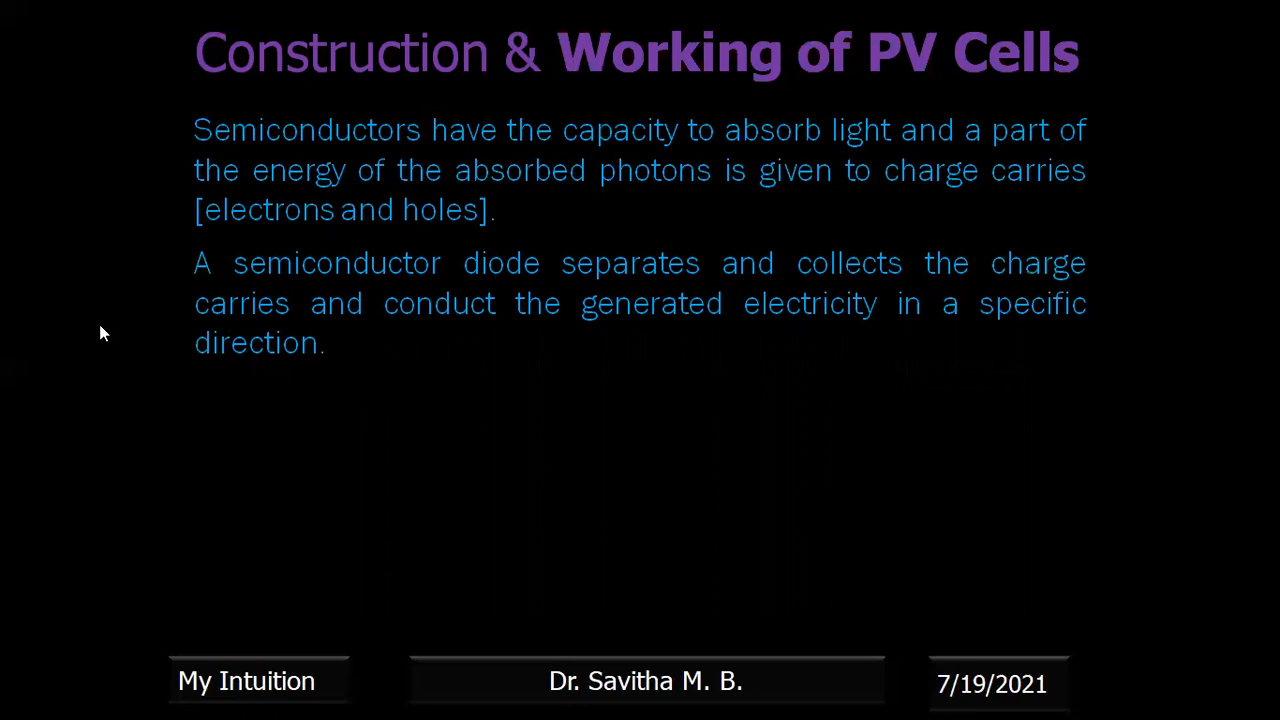 Construction & Working of PV Cells
Semiconductors have the capacity to absorb light and a part of
the energy of the absorbed photons is given to charge carries
[electrons and holes].
A semiconductor diode separates and collects the charge
carries and conduct the generated electricity in a specific
direction.
My Intuition
Dr. Savitha M. B.
7/19/2021